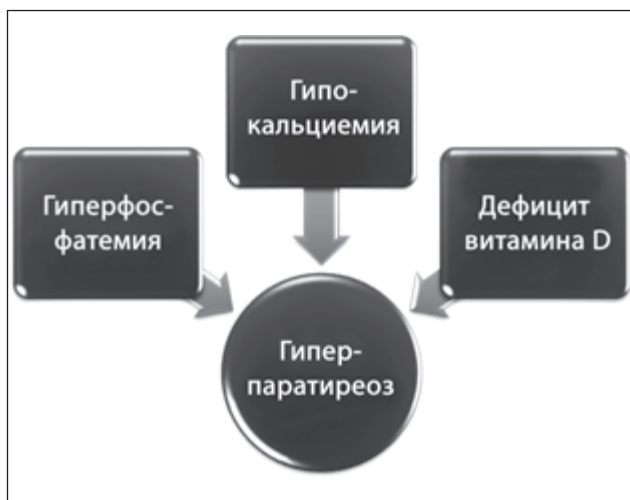 Гипо-
кальциемия
Гиперфос-
фатемия
Дефицит
витамина D
Гипер-
паратиреоз